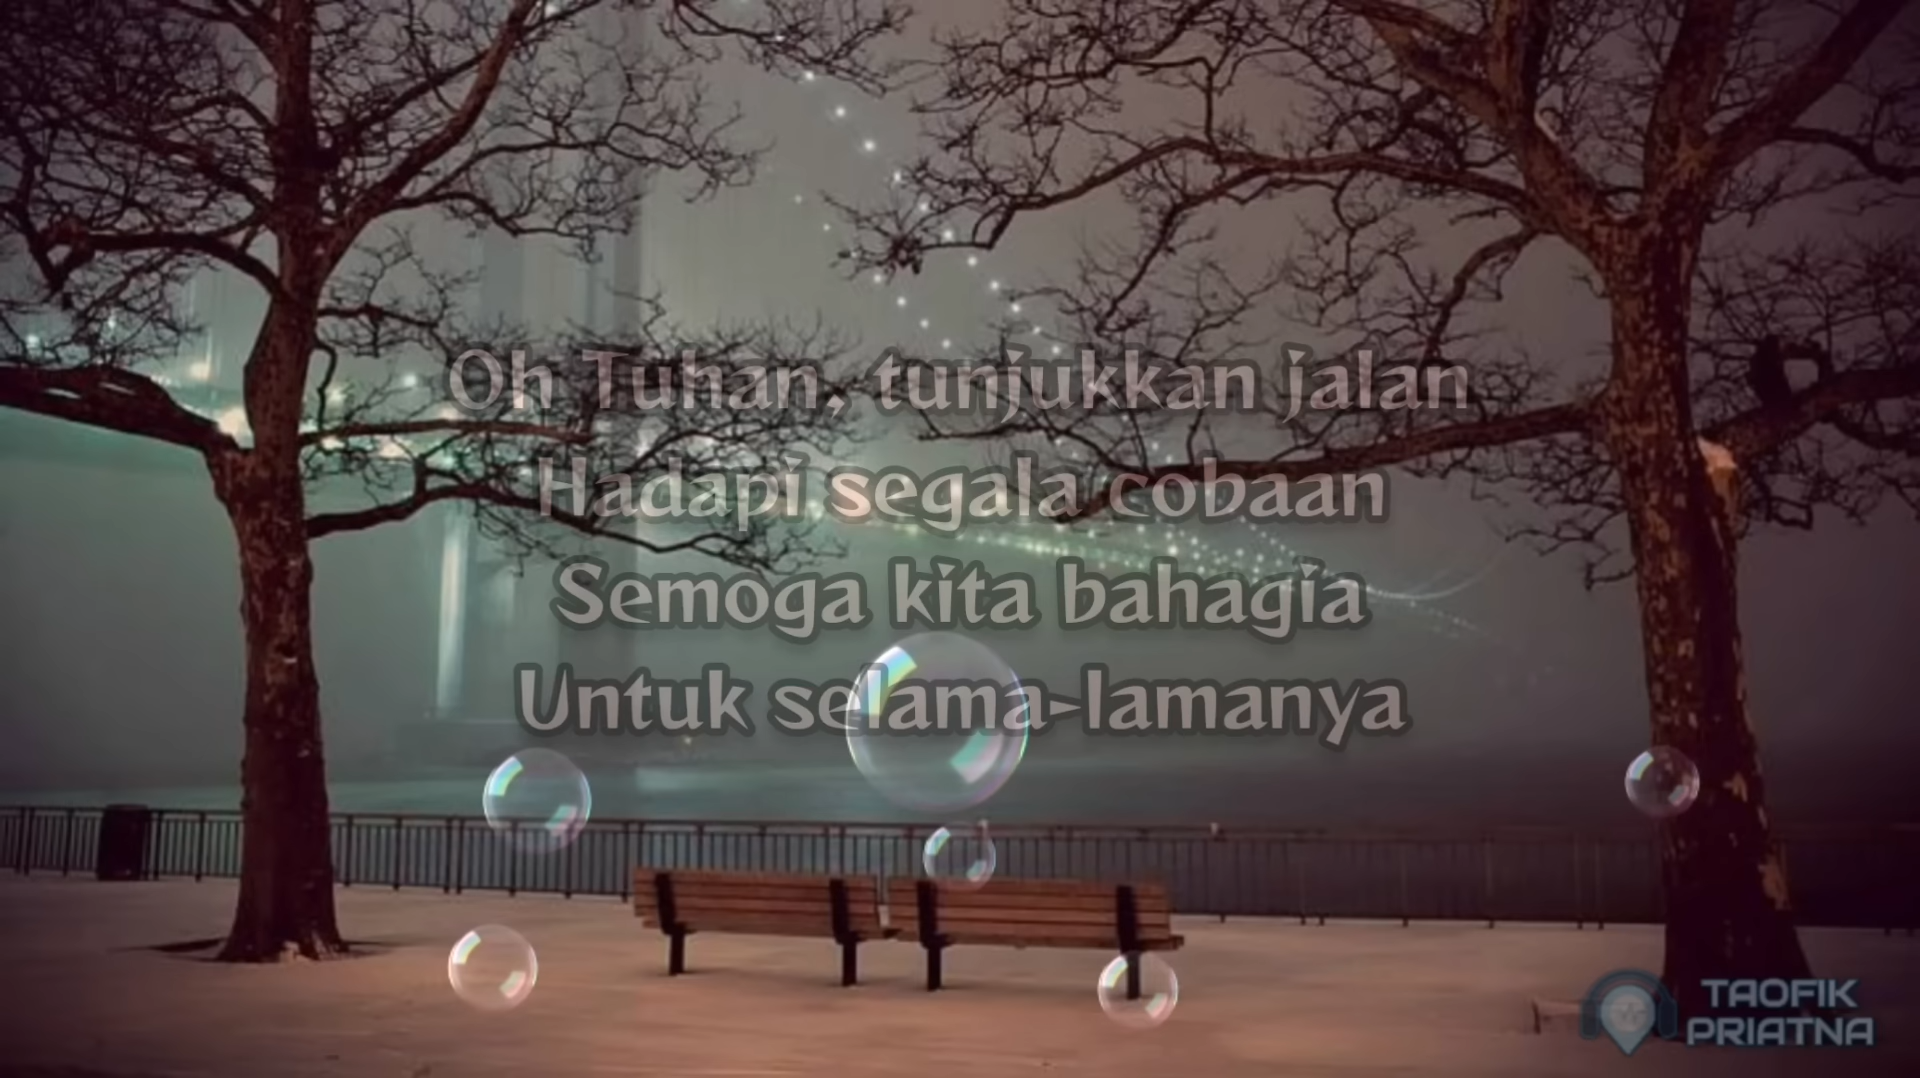 Oh Tuhan, tunjukkan jalan
Hadapi segala cobaan
Semoga kita bahagia
Untuk selama-lamanya
TAOFIK
PRIATNA